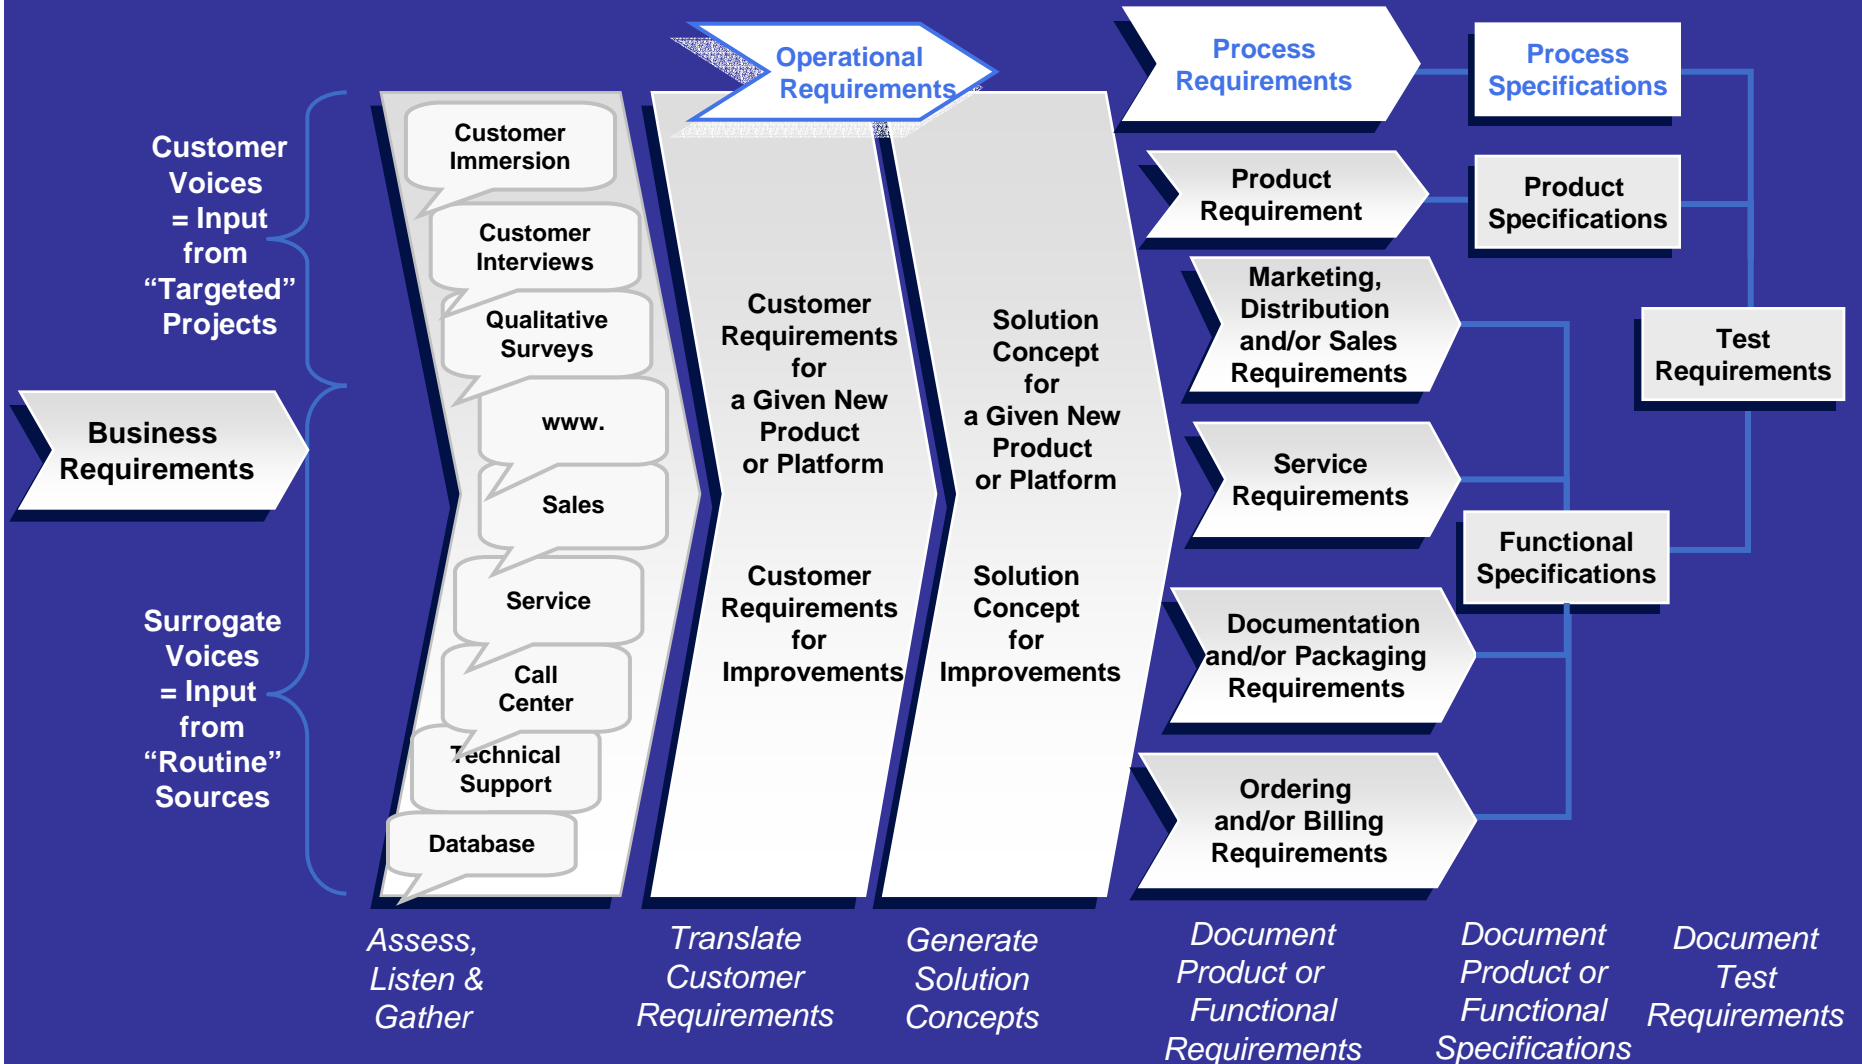 Customer
Voices
= Input
from
“Targeted”
Projects
Business
Requirements
Surrogate
Voices
= Input
from
“Routine”
Sources
Customer
Immersion
Customer
Interviews
Qualitative
Surveys
www.
Sales
Service
Call
Center
Technical
Support
Database
Operational
Requirements
Customer
Requirements
for
a Given New
Product
or Platform
Customer
Requirements
for
Improvements
Solution
Concept
for
a Given New
Product
or Platform
Solution
Concept
for
Improvements
Process
Requirements
Product
Requirement
Marketing,
Distribution
and/or Sales
Requirements
Service
Requirements
Documentation
and/or Packaging
Requirements
Ordering
and/or Billing
Requirements
Process
Specifications
Product
Specifications
Functional
Specifications
Test
Requirements
Assess,
Listen &
Gather
Translate
Customer
Requirements
Generate
Solution
Concepts
Document
Product or
Functional
Requirements
Document
Product or
Functional
Specifications
Document
Test
Requirements